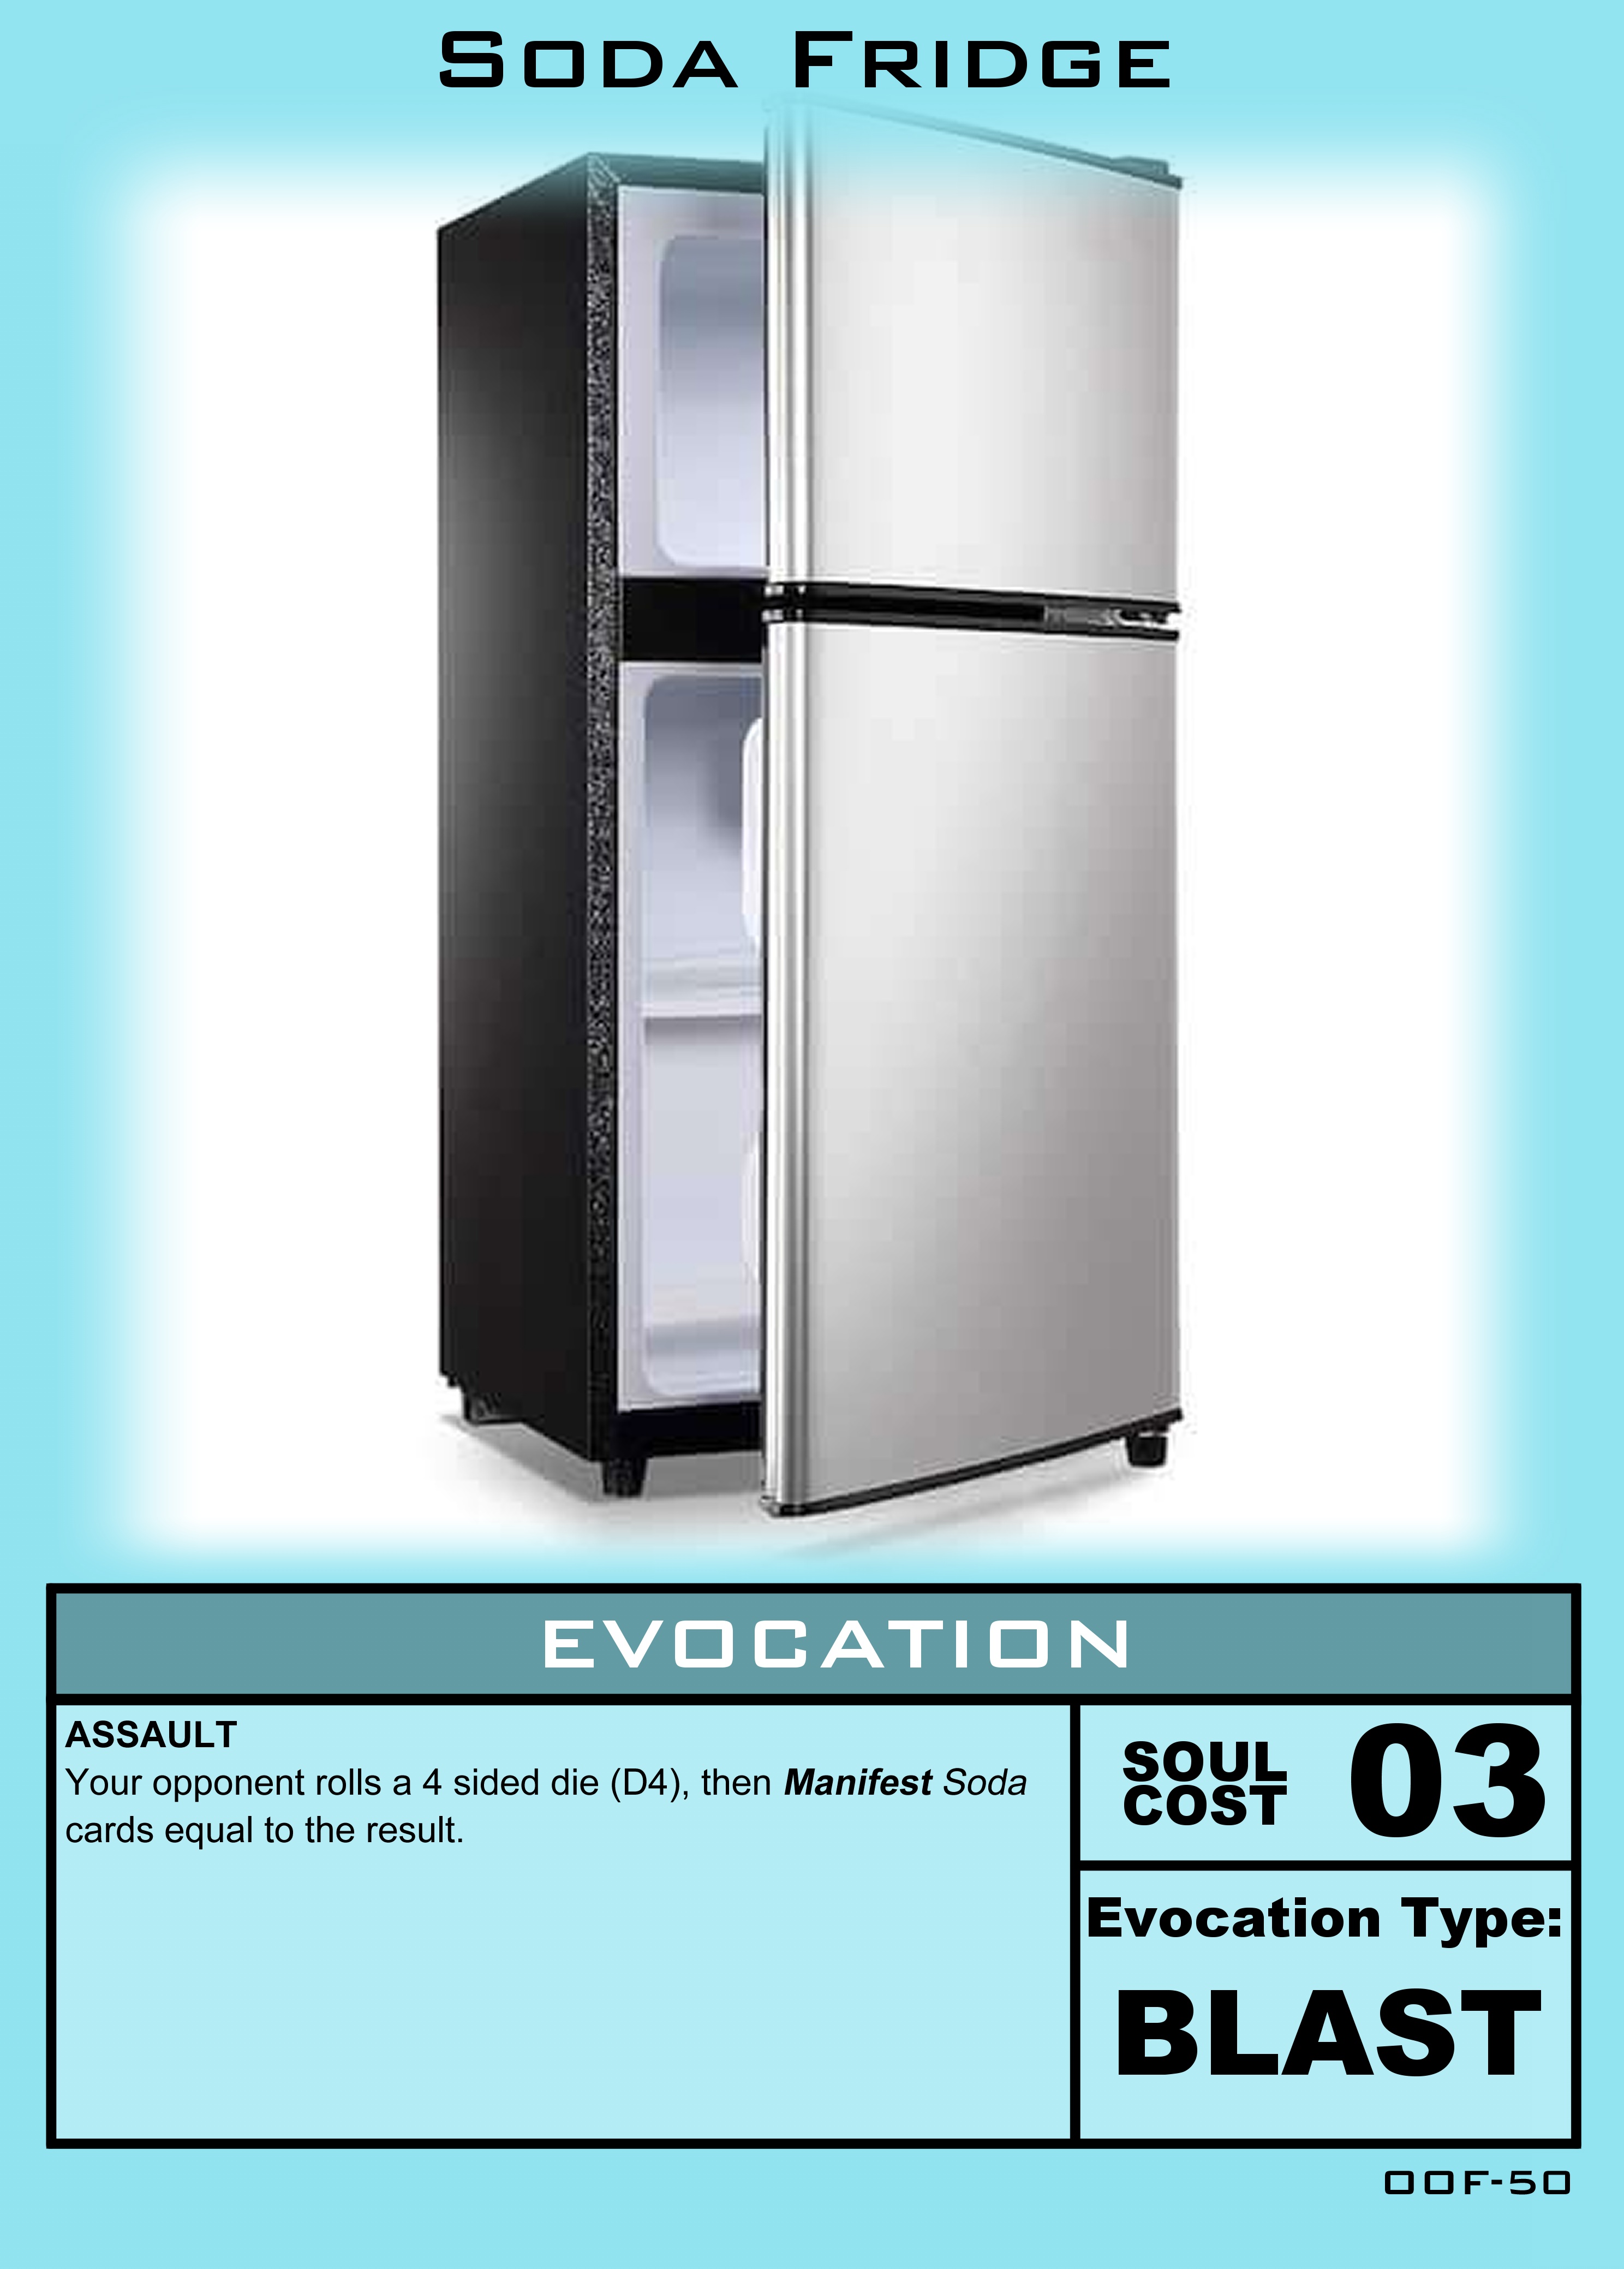 SODA FRIDGE
EVOCATION
ASSAULT
Your opponent rolls a 4 sided die (D4), then Manifest Soda
cards equal to the result.
SOUL
COST
03
Evocation Type:
BLAST
OOF-50